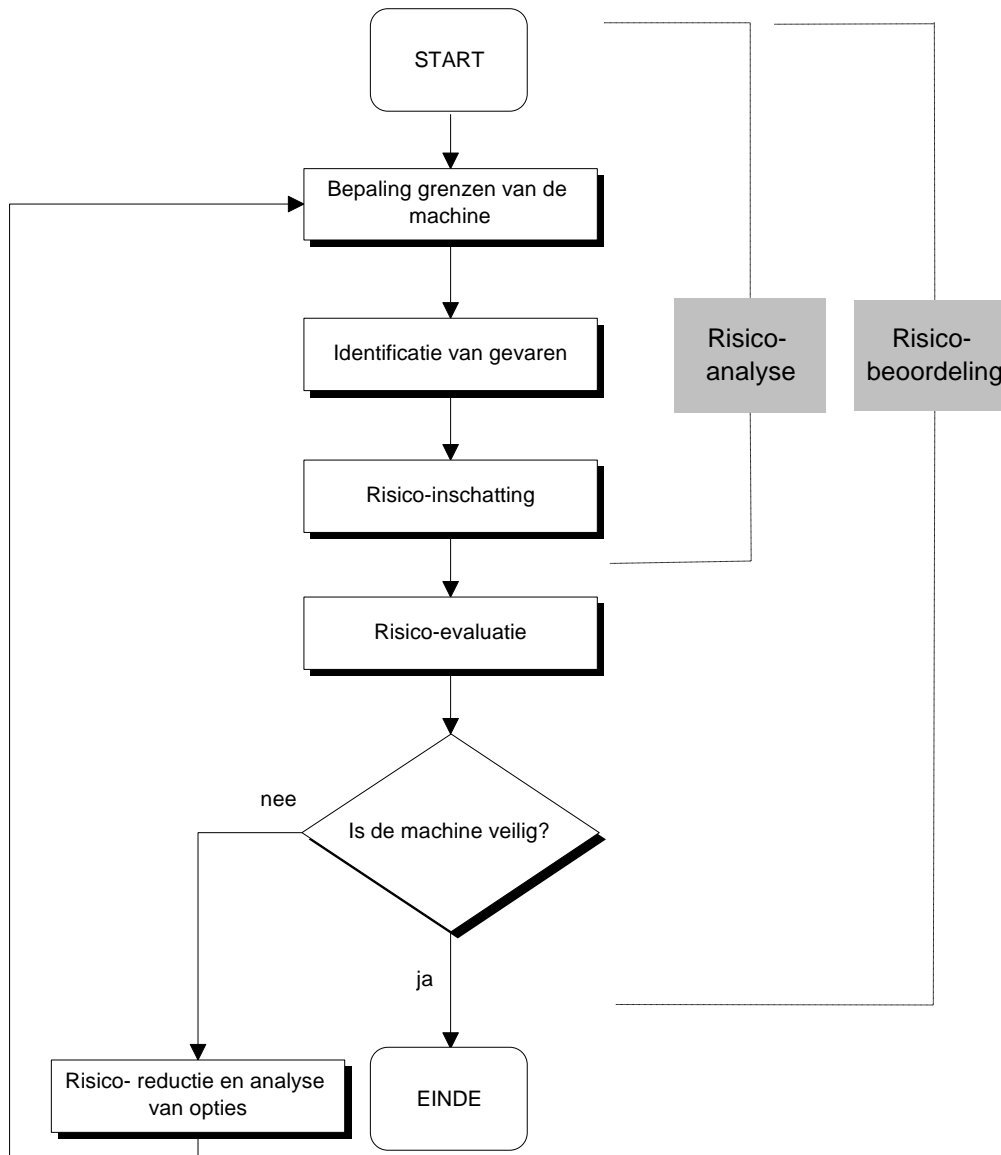 START
Bepaling grenzen van de
machine
Identificatie van gevaren
Risico-
analyse
Risico-
beoordeling
Risico-inschatting
Risico-evaluatie
nee
Is de machine veilig?
ja
Risico- reductie en analyse
van opties
EINDE